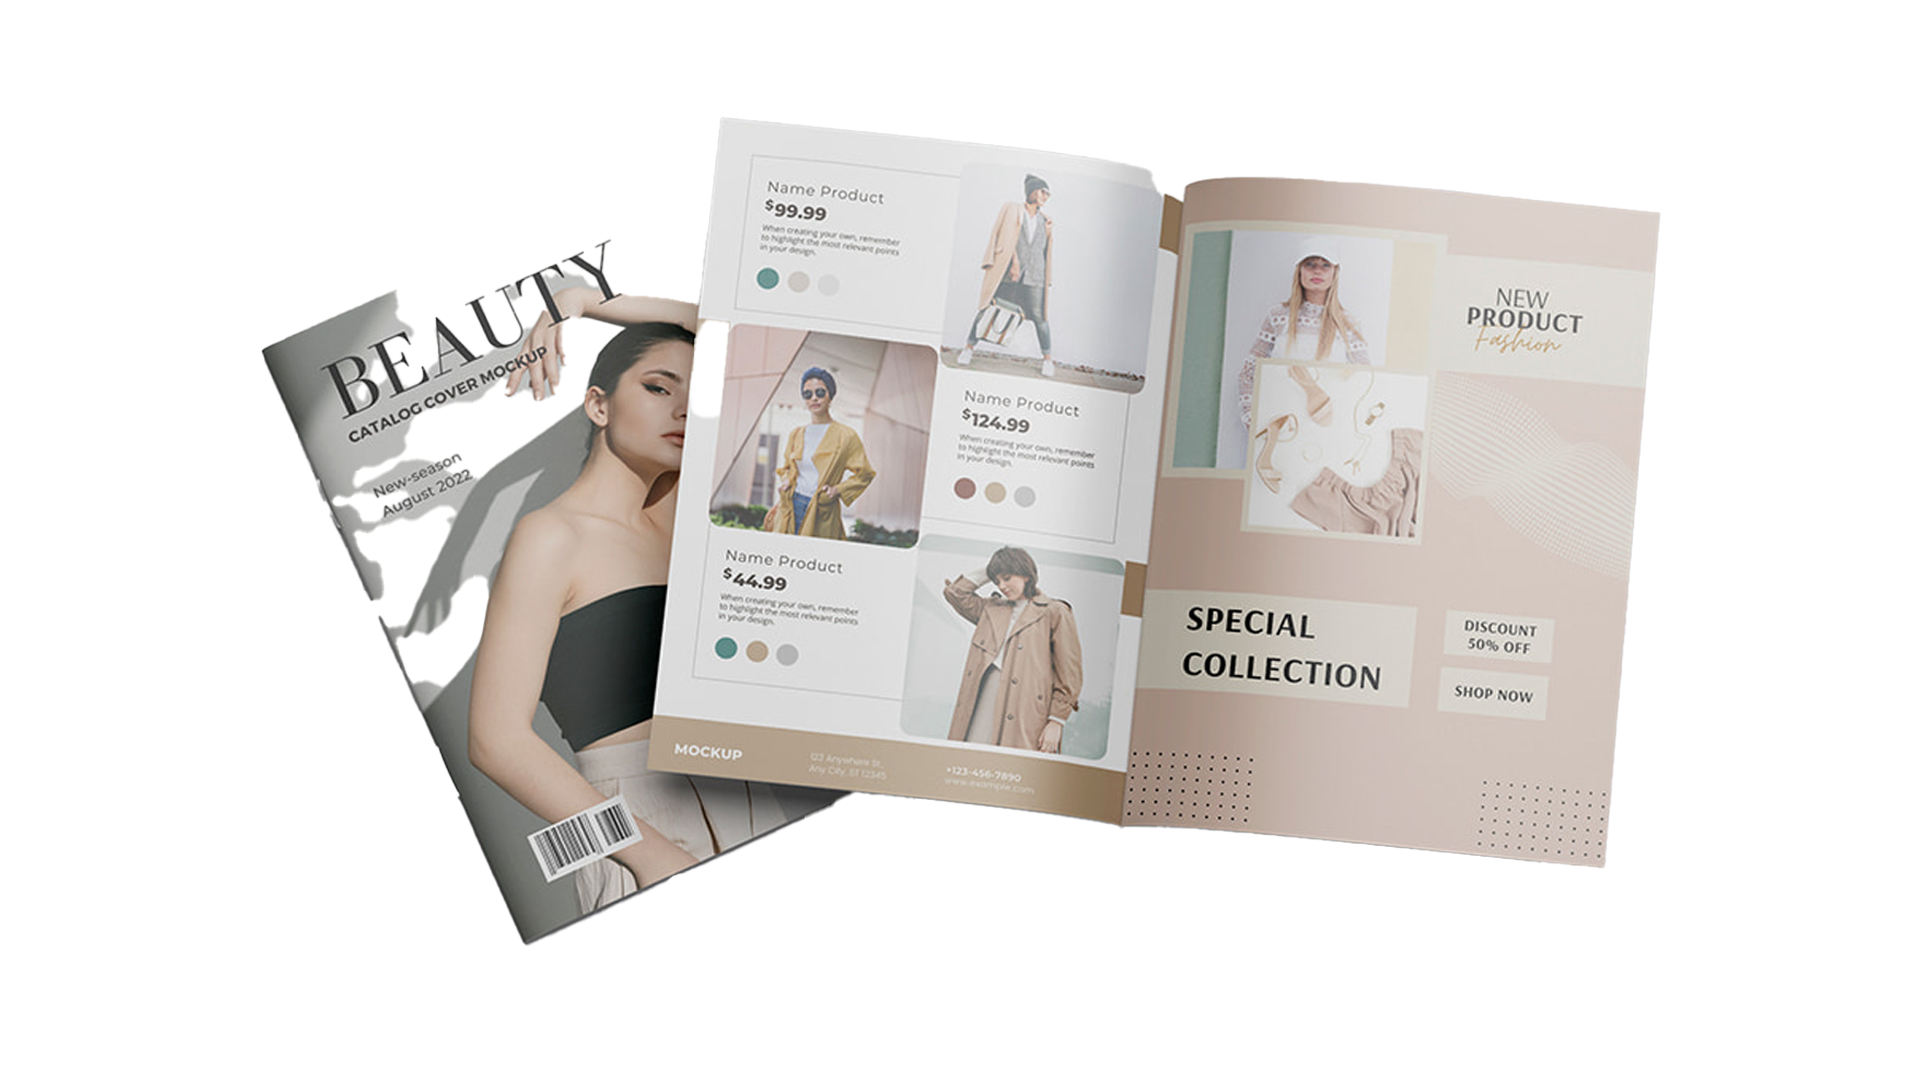 BEAUTY
CATALOG COVER MOCKUP
New-season
August 2022
Name Product
$99.99
When creating your own, remember
to highlight the most relevant points
in your design.
Name Product
$124.99
When creating your own, remember
to highlight the most relevant points
in your design.
Name Product
$44.99
When creating your own, remember
to highlight the most relevant points
in your design.
MOCKUP
123 Anywhere St.,
Any City, ST 12345
+123-456-7890
www.example.com
NEW
PRODUCT
Fashion
SPECIAL
COLLECTION
DISCOUNT
50% OFF
SHOP NOW